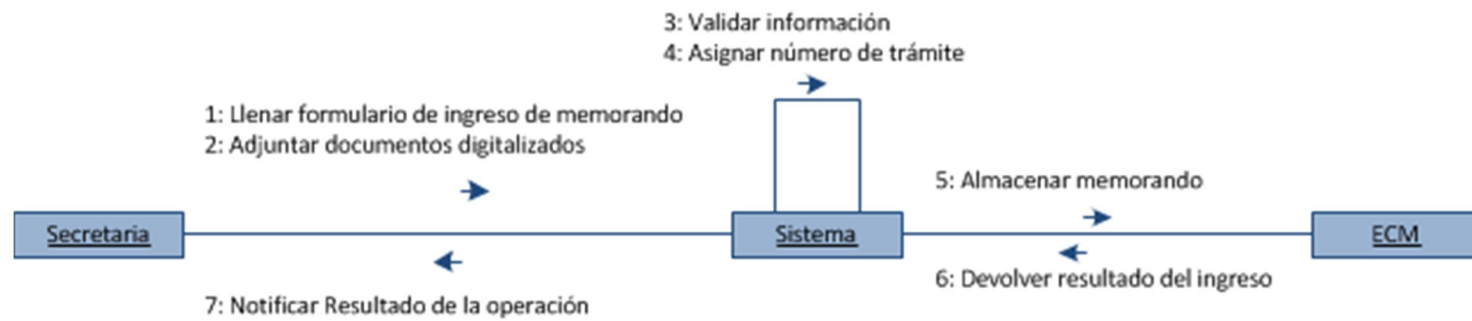 3: Validar información
4: Asignar número de trámite
1: Llenar formulario de ingreso de memorando
2: Adjuntar documentos digitalizados
5: Almacenar memorando
Secretaria
Sistema
ECM
6: Devolver resultado del ingreso
7: Notificar Resultado de la operación